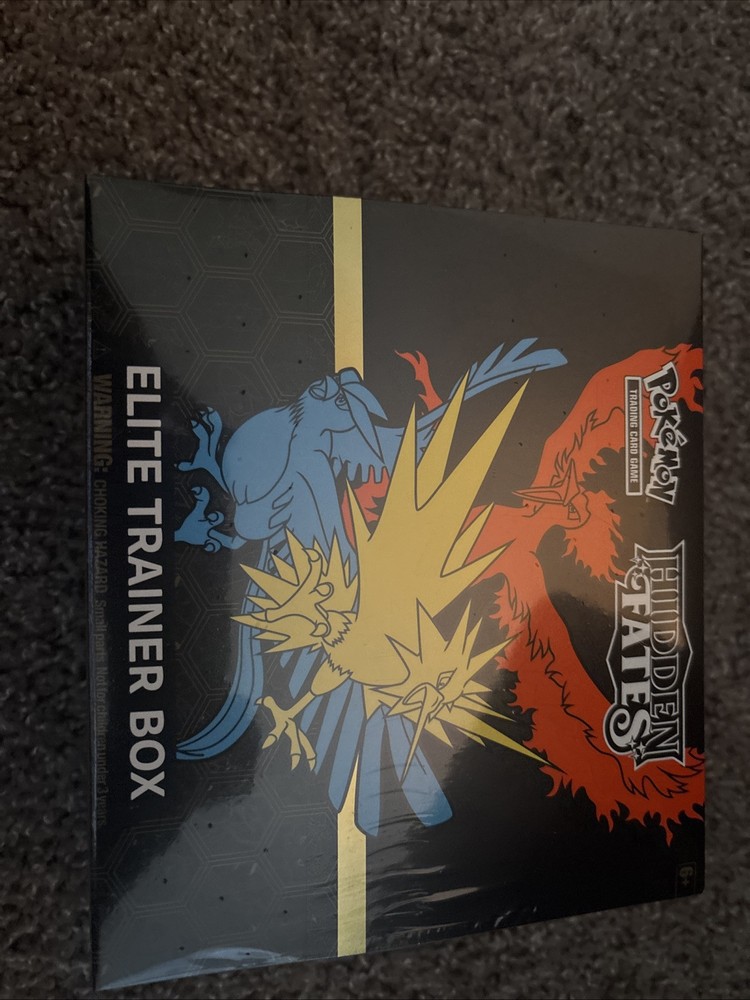 Pokémon
TRADING CARD GAME
HIDDEN
FATES
6+
ELITE TRAINER BOX
⚠ WARNING: CHOKING HAZARD. Small parts. Not for children under 3 years.